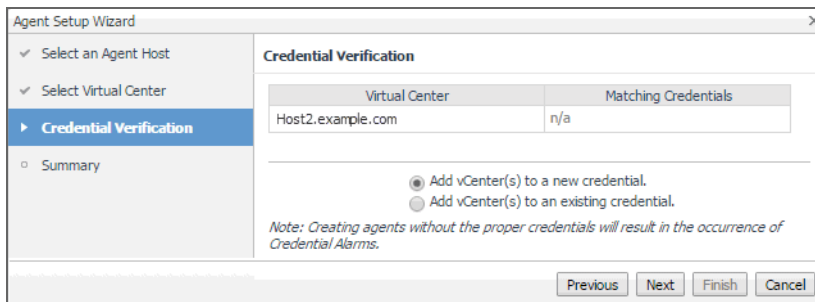 Agent Setup Wizard
Select an Agent Host
Select Virtual Center
Credential Verification
Summary
Credential Verification
Virtual Center Matching Credentials
Host2.example.com n/a
Add vCenter(s) to a new credential.
Add vCenter(s) to an existing credential.
Note: Creating agents without the proper credentials will result in the occurrence of
Credential Alarms.
Previous Next Finish Cancel